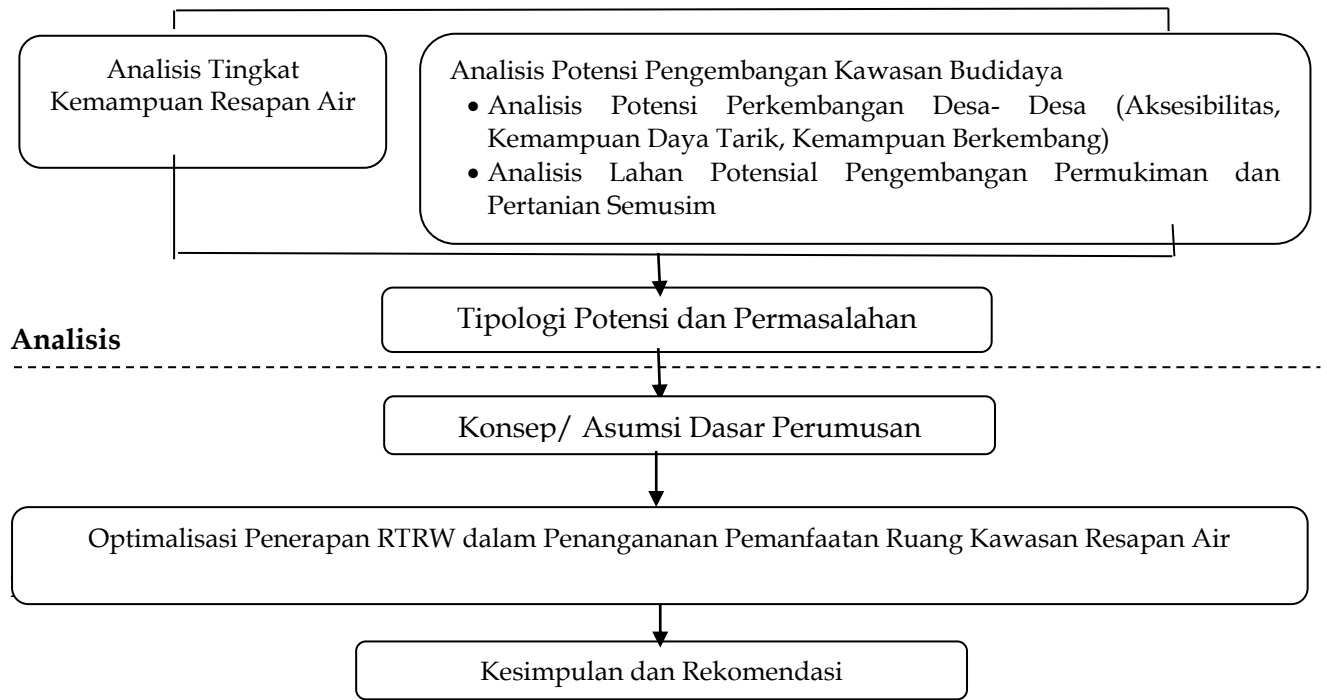 Analisis Tingkat
Kemampuan Resapan Air
Analisis Potensi Pengembangan Kawasan Budidaya
• Analisis Potensi Perkembangan Desa- Desa (Aksesibilitas,
Kemampuan Daya Tarik, Kemampuan Berkembang)
• Analisis Lahan Potensial Pengembangan Permukiman dan
Pertanian Semusim
Tipologi Potensi dan Permasalahan
Analisis
Konsep/ Asumsi Dasar Perumusan
Optimalisasi Penerapan RTRW dalam Penangananan Pemanfaatan Ruang Kawasan Resapan Air
Kesimpulan dan Rekomendasi